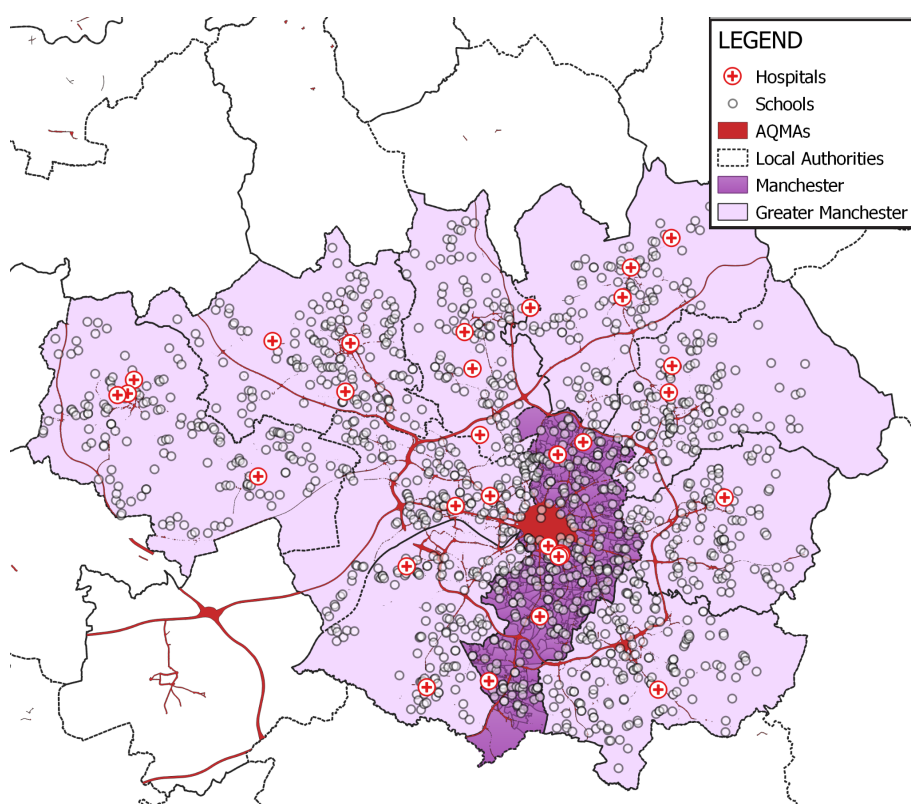 LEGEND
Hospitals
Schools
AQMAs
Local Authorities
Manchester
Greater Manchester